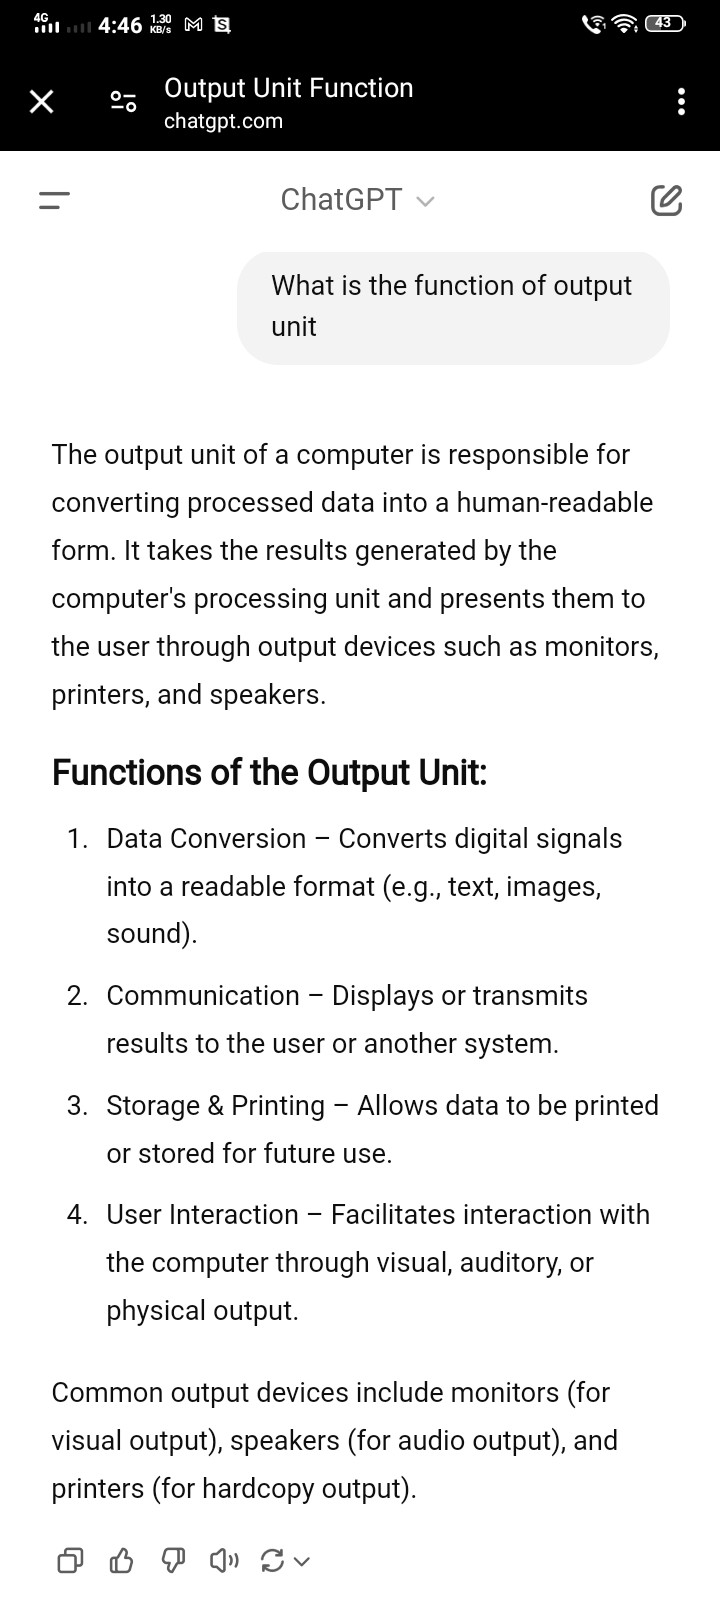 4G 4:46 1.30 KB/s 43
Output Unit Function
chatgpt.com
ChatGPT
What is the function of output
unit
The output unit of a computer is responsible for
converting processed data into a human-readable
form. It takes the results generated by the
computer's processing unit and presents them to
the user through output devices such as monitors,
printers, and speakers.
Functions of the Output Unit:
1. Data Conversion – Converts digital signals
into a readable format (e.g., text, images,
sound).
2. Communication – Displays or transmits
results to the user or another system.
3. Storage & Printing – Allows data to be printed
or stored for future use.
4. User Interaction – Facilitates interaction with
the computer through visual, auditory, or
physical output.
Common output devices include monitors (for
visual output), speakers (for audio output), and
printers (for hardcopy output).